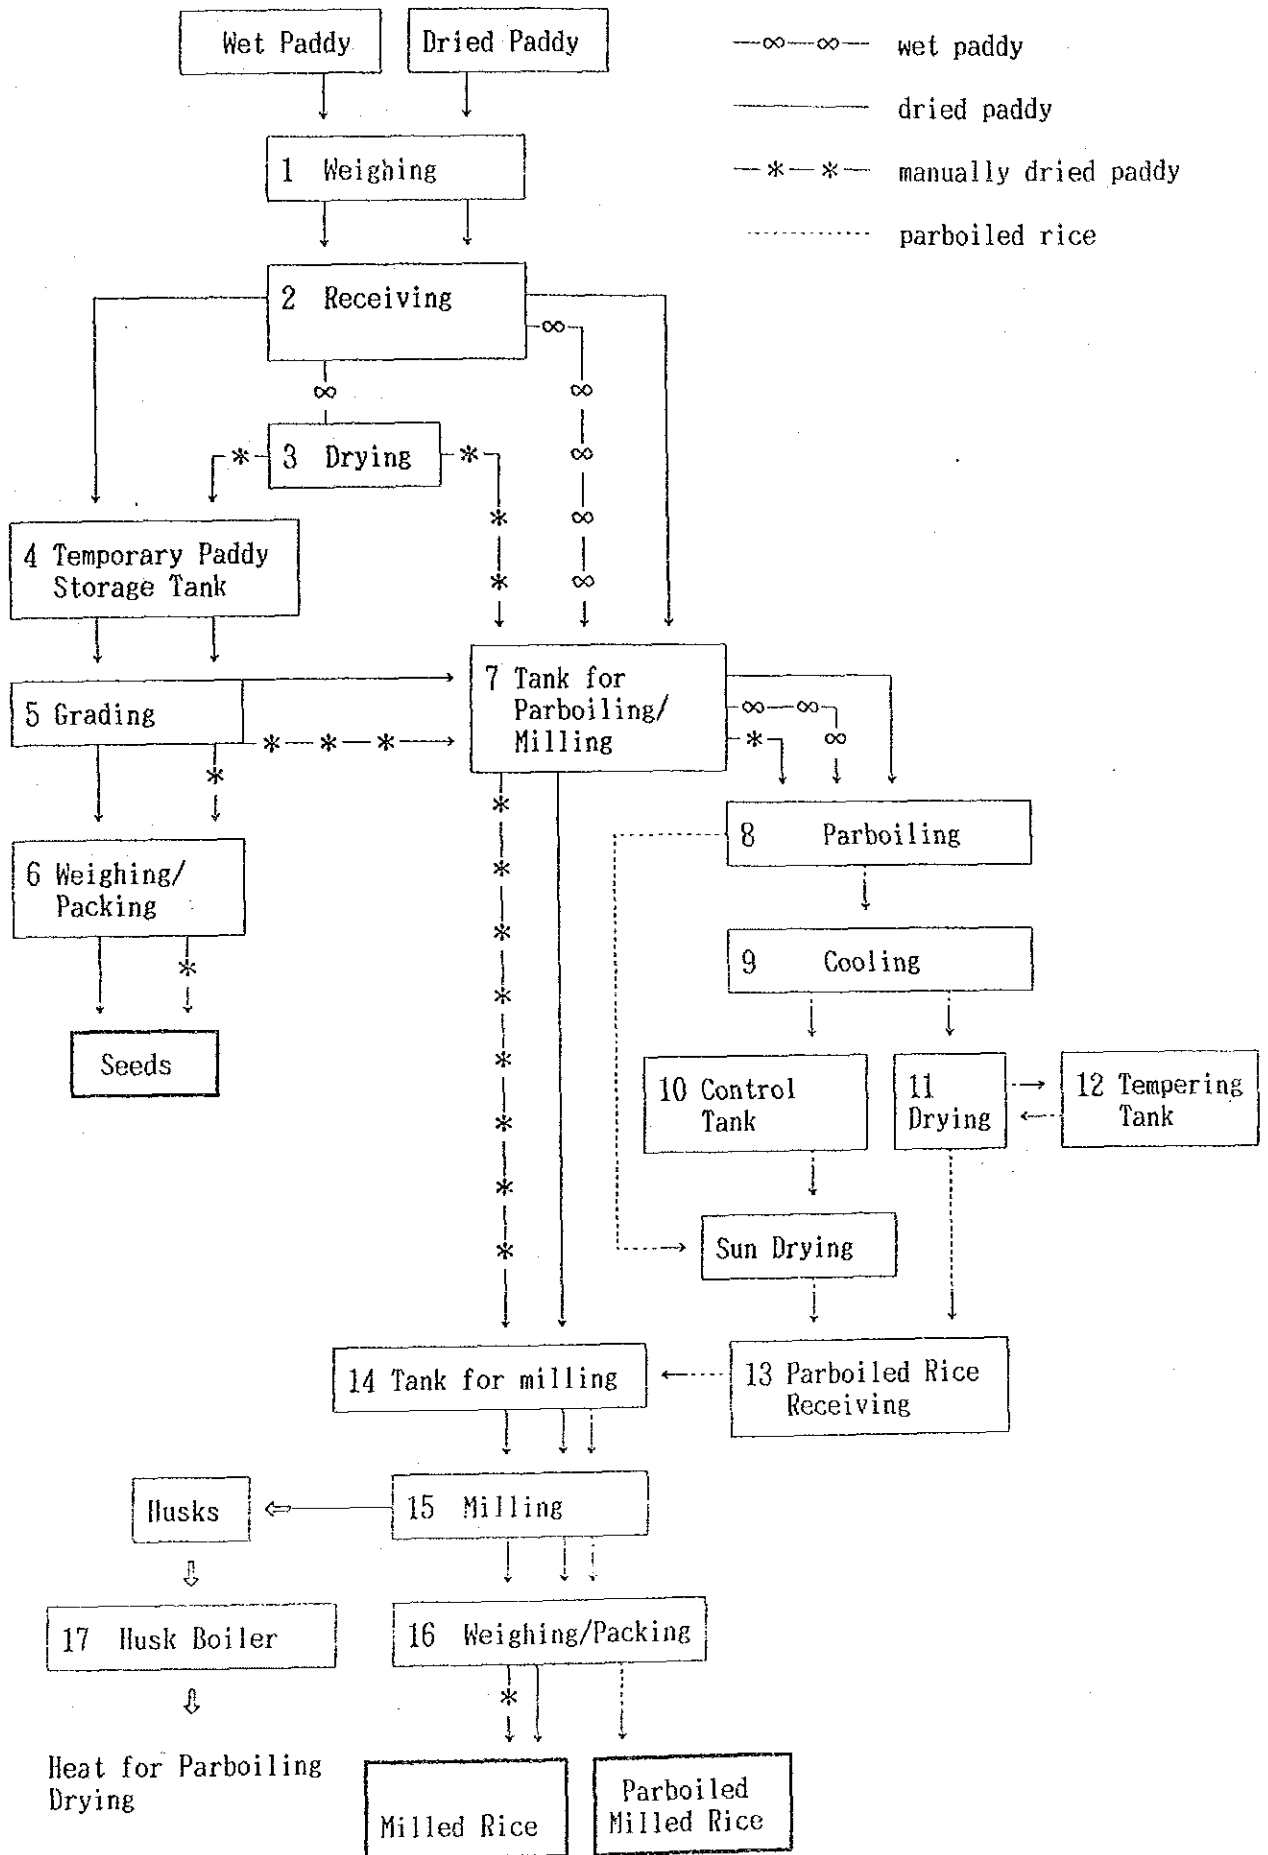 Wet Paddy
Dried Paddy
wet paddy
dried paddy
manually dried paddy
parboiled rice
1 Weighing
2 Receiving
3 Drying
4 Temporary Paddy
Storage Tank
5 Grading
6 Weighing/
Packing
Seeds
7 Tank for
Parboiling/
Milling
8 Parboiling
9 Cooling
10 Control
Tank
11
Drying
12 Tempering
Tank
Sun Drying
13 Parboiled Rice
Receiving
14 Tank for milling
15 Milling
Husks
17 Husk Boiler
16 Weighing/Packing
Heat for Parboiling
Drying
Milled Rice
Parboiled
Milled Rice